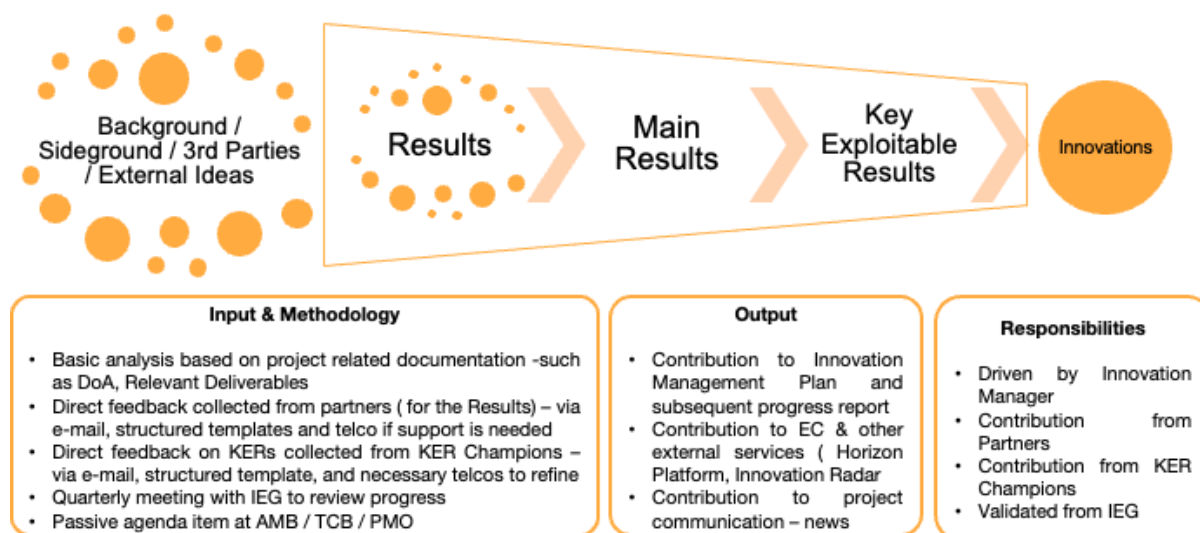 Background /
Sideground / 3rd Parties
/ External Ideas
Results
Main
Results
Key
Exploitable
Results
Innovations
Input & Methodology
• Basic analysis based on project related documentation -such
as DoA, Relevant Deliverables
• Direct feedback collected from partners ( for the Results) – via
e-mail, structured templates and telco if support is needed
• Direct feedback on KERs collected from KER Champions –
via e-mail, structured template, and necessary telcos to refine
• Quarterly meeting with IEG to review progress
• Passive agenda item at AMB / TCB / PMO
Output
• Contribution to Innovation
Management Plan and
subsequent progress report
• Contribution to EC & other
external services ( Horizon
Platform, Innovation Radar
• Contribution to project
communication – news
Responsibilities
• Driven by Innovation
Manager
• Contribution from
Partners
• Contribution from KER
Champions
• Validated from IEG